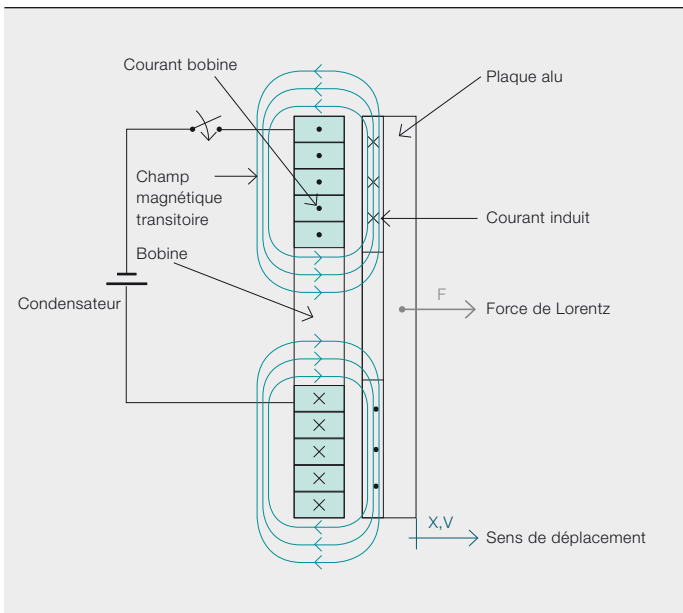 Courant bobine
Plaque alu
Champ
magnétique
transitoire
Courant induit
Bobine
Condensateur
F
Force de Lorentz
X,V
Sens de déplacement